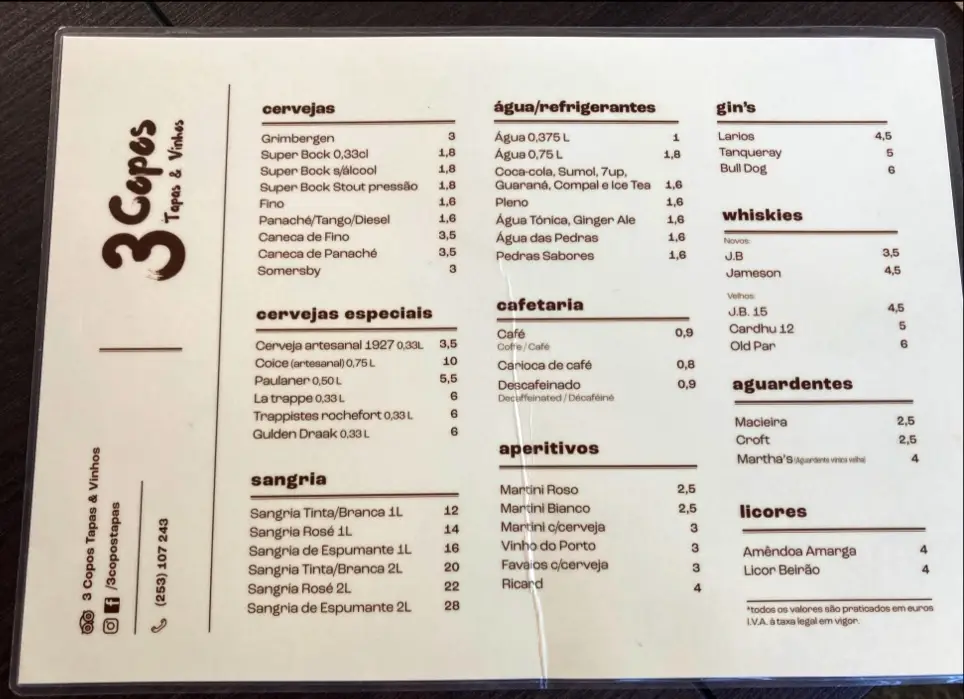 3 Copos
Tapas & Vinhos
3 Copos Tapas & Vinhos
/3copostapas
(253) 107 243
cervejas
Grimbergen 3
Super Bock 0,33cl 1,8
Super Bock s/álcool 1,8
Super Bock Stout pressão 1,8
Fino 1,6
Panaché/Tango/Diesel 1,6
Caneca de Fino 3,5
Caneca de Panaché 3,5
Somersby 3
cervejas especiais
Cerveja artesanal 1927 0,33L 3,5
Coice (artesanal) 0,75 L 10
Paulaner 0,50 L 5,5
La trappe 0,33 L 6
Trappistes rochefort 0,33 L 6
Gulden Draak 0,33 L 6
sangria
Sangria Tinta/Branca 1L 12
Sangria Rosé 1L 14
Sangria de Espumante 1L 16
Sangria Tinta/Branca 2L 20
Sangria Rosé 2L 22
Sangria de Espumante 2L 28
água/refrigerantes
Água 0,375 L 1
Água 0,75 L 1,8
Coca-cola, Sumol, 7up,
Guaraná, Compal e Ice Tea 1,6
Pleno 1,6
Água Tónica, Ginger Ale 1,6
Água das Pedras 1,6
Pedras Sabores 1,6
cafetaria
Café 0,9
Coffe / Café
Carioca de café 0,8
Descafeinado 0,9
Decaffeinated / Décaféiné
aperitivos
Martini Roso 2,5
Martini Bianco 2,5
Martini c/cerveja 3
Vinho do Porto 3
Favaios c/cerveja 3
Ricard 4
gin's
Larios 4,5
Tanqueray 5
Bull Dog 6
whiskies
Novos:
J.B 3,5
Jameson 4,5
Velhos:
J.B. 15 4,5
Cardhu 12 5
Old Par 6
aguardentes
Macieira 2,5
Croft 2,5
Martha's (Aguardente vinica velha) 4
licores
Amêndoa Amarga 4
Licor Beirão 4
*todos os valores são praticados em euros
I.V.A. à taxa legal em vigor.